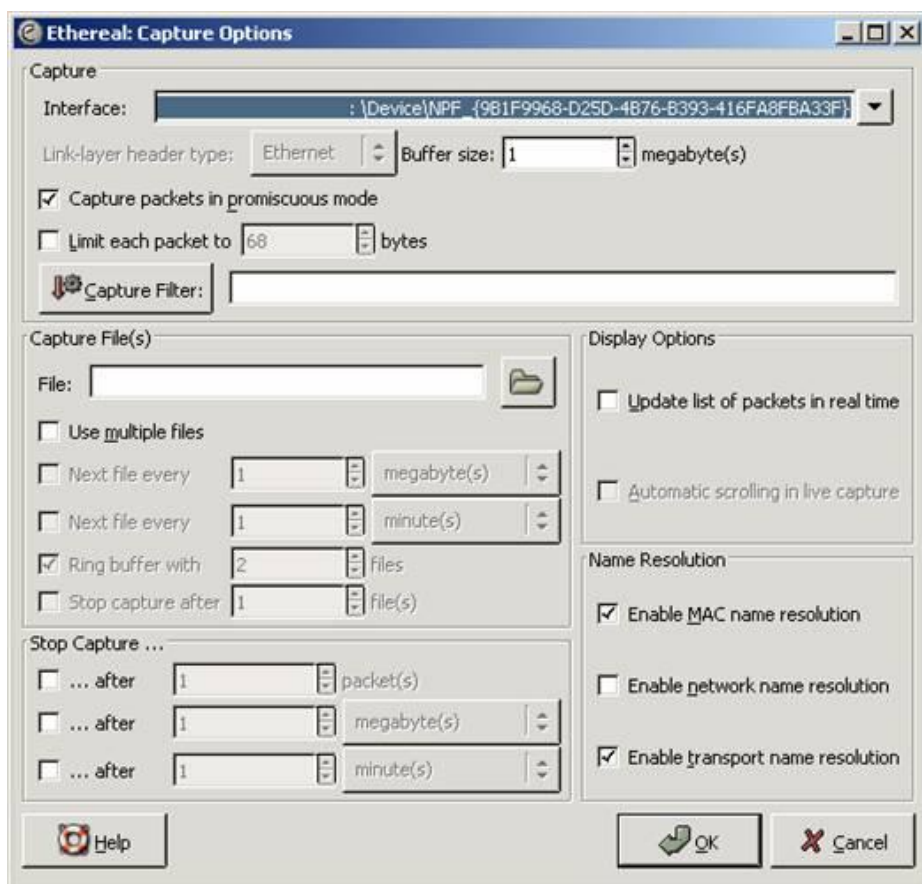 Ethereal: Capture Options
Capture
Interface: : \Device\NPF_{9B1F9968-D25D-4B76-B393-416FA8FBA33F}
Link-layer header type: Ethernet Buffer size: 1 megabyte(s)
Capture packets in promiscuous mode
Limit each packet to 68 bytes
Capture Filter:
Capture File(s)
File:
Use multiple files
Next file every 1 megabyte(s)
Next file every 1 minute(s)
Ring buffer with 2 files
Stop capture after 1 file(s)
Stop Capture ...
... after 1 packet(s)
... after 1 megabyte(s)
... after 1 minute(s)
Display Options
Update list of packets in real time
Automatic scrolling in live capture
Name Resolution
Enable MAC name resolution
Enable network name resolution
Enable transport name resolution
Help OK Cancel